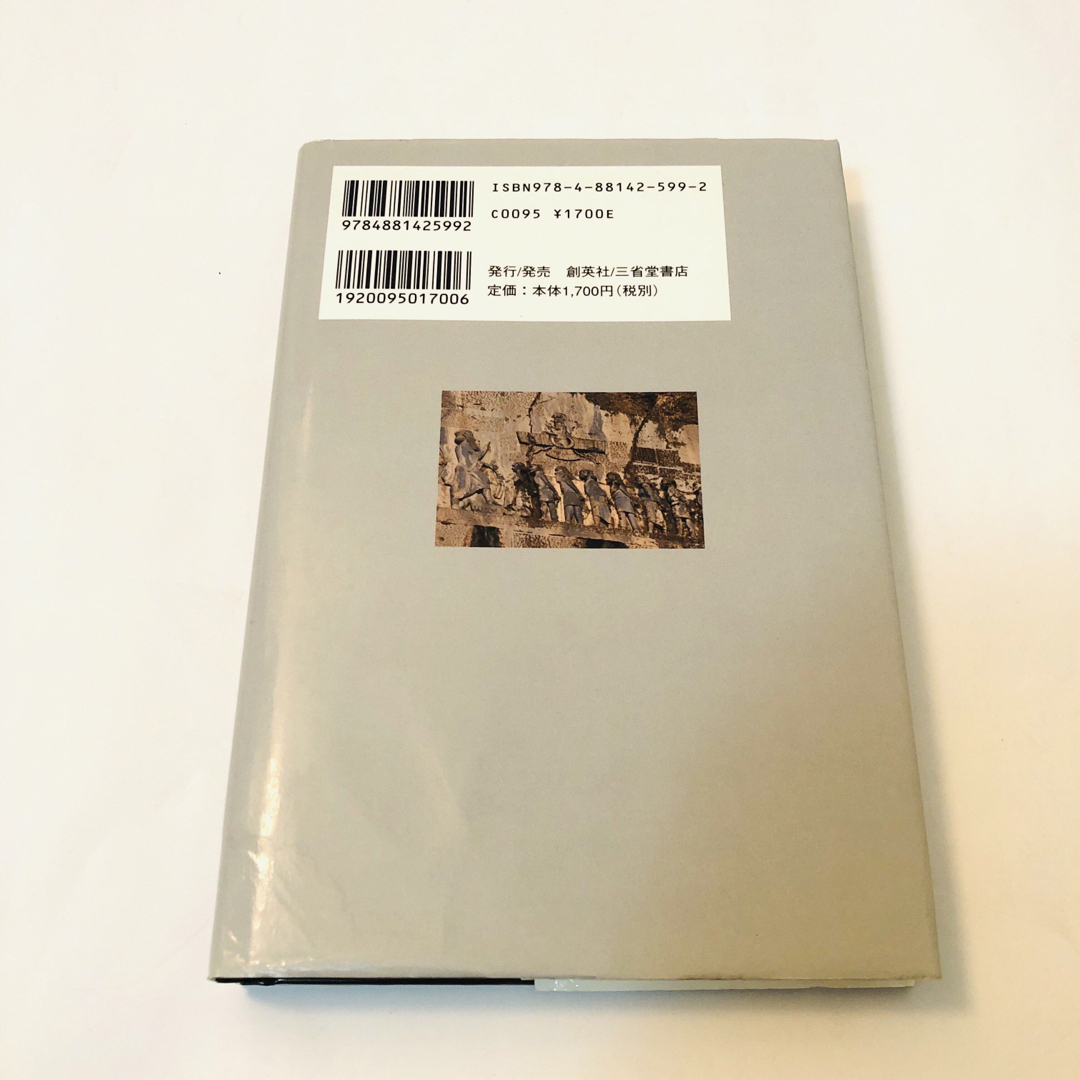 ISBN978-4-88142-599-2
9784881425992
C0095 ¥1700E
1920095017006
発行/発売 創英社/三省堂書店
定価：本体1,700円（税別）